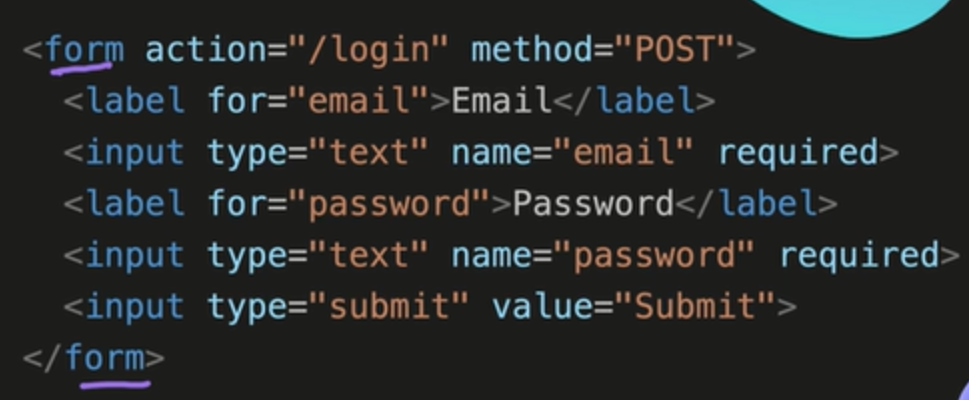 <form action="/login" method="POST">
<label for="email">Email</label>
<input type="text" name="email" required>
<label for="password">Password</label>
<input type="text" name="password" required>
<input type="submit" value="Submit">
</form>